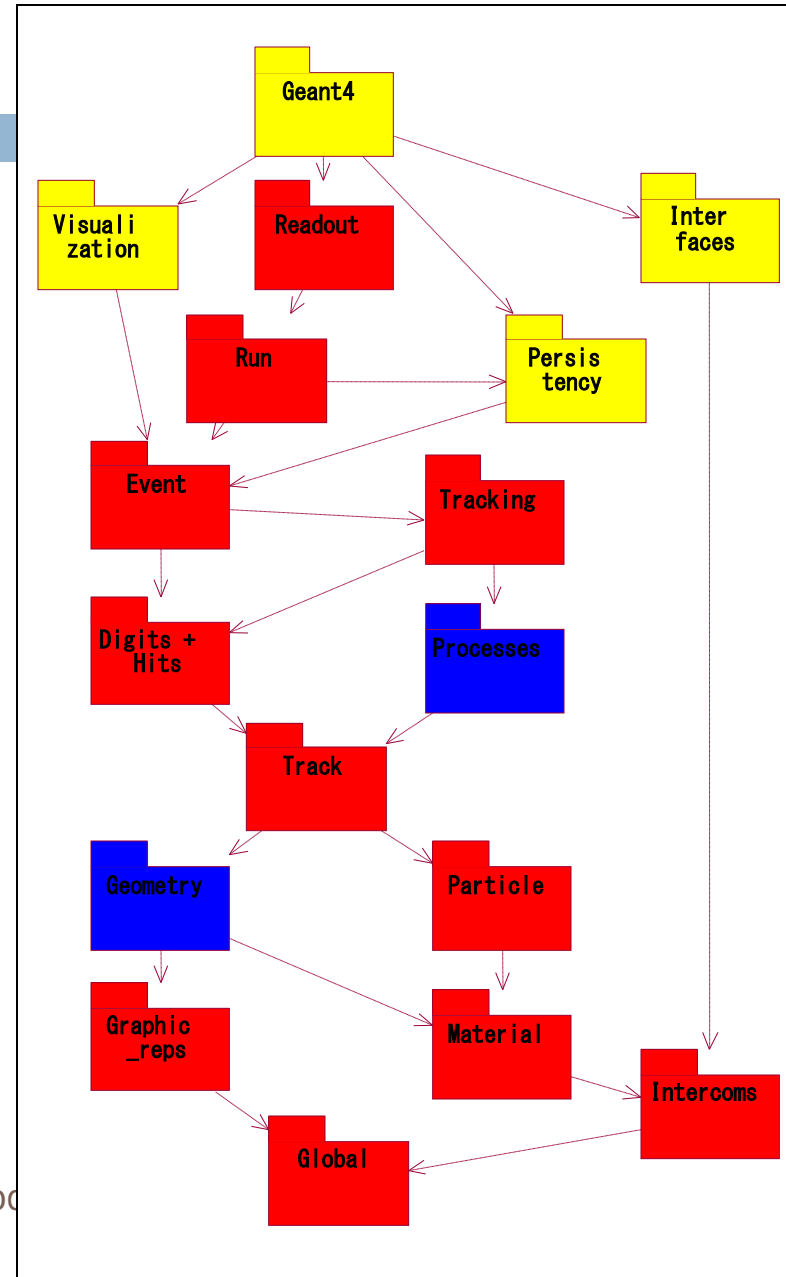 Geant4
Visuali
zation
Readout
Inter
faces
Run
Persis
tency
Event
Tracking
Digits +
Hits
Processes
Track
Geometry
Particle
Graphic
_reps
Material
Intercoms
Global